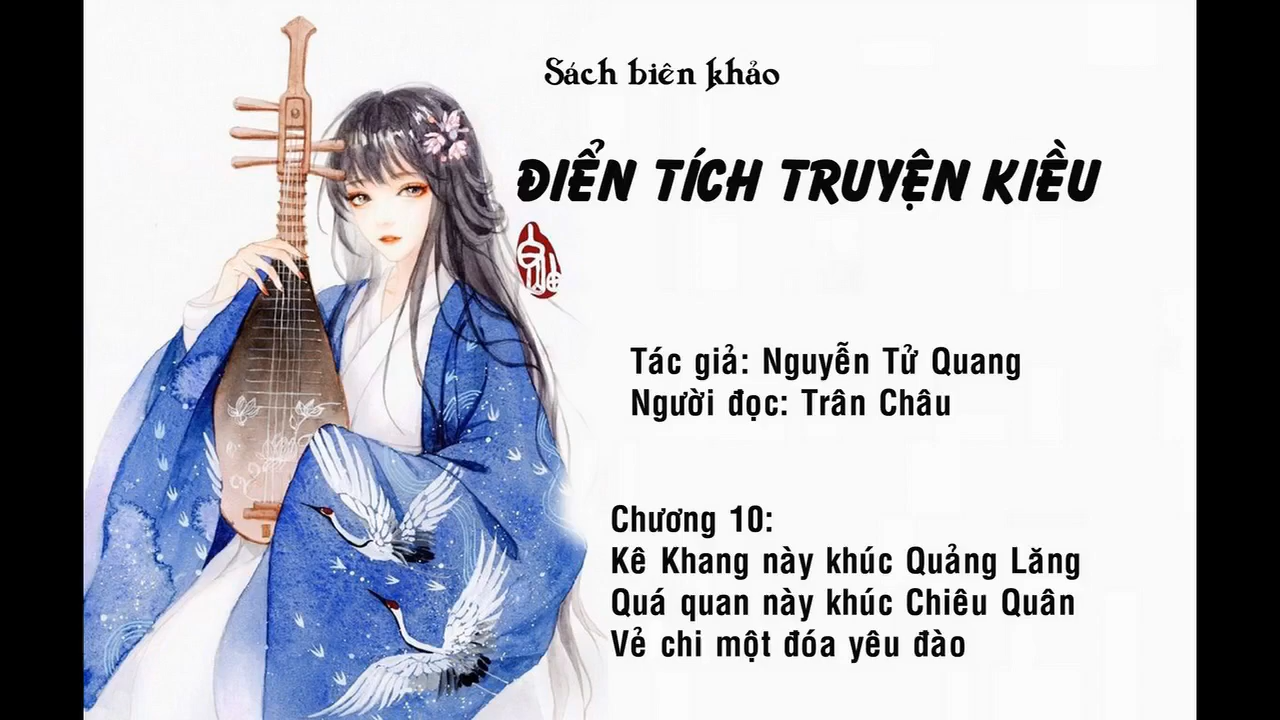 Sách biên khảo
ĐIỂN TÍCH TRUYỆN KIỀU
Tác giả: Nguyễn Tử Quang
Người đọc: Trân Châu
Chương 10:
Kê Khang này khúc Quảng Lăng
Quá quan này khúc Chiêu Quân
Vẻ chi một đóa yêu đào